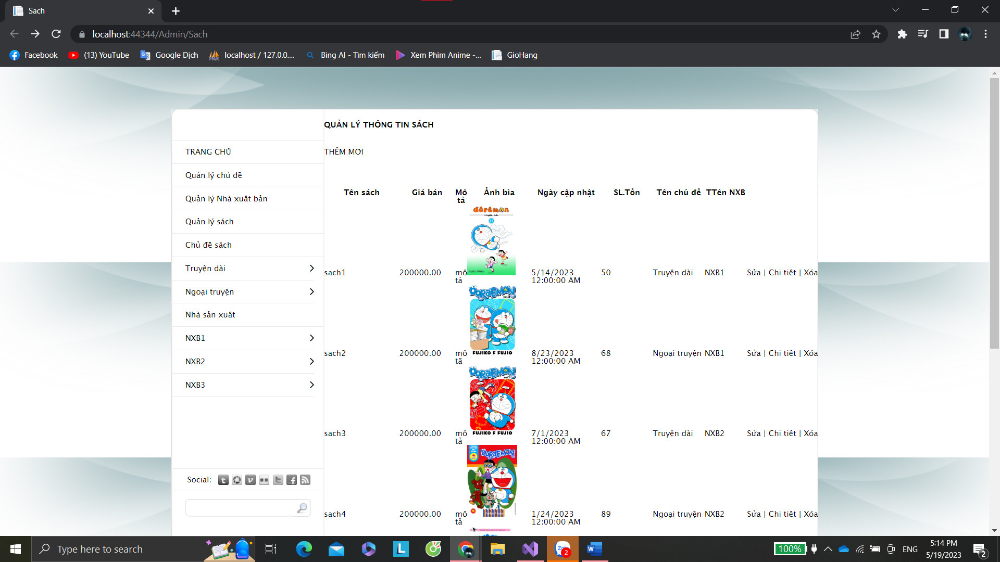 Sach
localhost:44344/Admin/Sach
Facebook
(13) YouTube
Google Dịch
localhost / 127.0.0....
Bing AI - Tìm kiếm
Xem Phim Anime -...
GioHang
QUẢN LÝ THÔNG TIN SÁCH
THÊM MƠI
TRANG CHỦ
Quản lý chủ đề
Quản lý Nhà xuất bản
Quản lý sách
Chủ đề sách
Truyện dài
Ngoại truyện
Nhà sản xuất
NXB1
NXB2
NXB3
Social:
Tên sách Giá bán Mô tả Ảnh bìa Ngày cập nhật SL.Tồn Tên chủ đề TTên NXB
đôrêmon
truyện mới
sach1 200000.00 mô tả 5/14/2023 12:00:00 AM 50 Truyện dài NXB1 Sửa | Chi tiết | Xóa
DORAEMON
vol.2
FUJIKO F FUJIO
sach2 200000.00 mô tã 8/23/2023 12:00:00 AM 68 Ngoại truyện NXB1 Sửa | Chi tiết | Xóa
DORAEMON
vol.1
FUJIKO F FUJIO
sach3 200000.00 mô tả 7/1/2023 12:00:00 AM 67 Truyện dài NXB2 Sửa | Chi tiết | Xóa
DORAEMON
sach4 200000.00 mô tả 1/24/2023 12:00:00 AM 89 Ngoại truyện NXB2 Sửa | Chi tiết | Xóa
Type here to search
100%
ENG
5:14 PM
5/19/2023
2